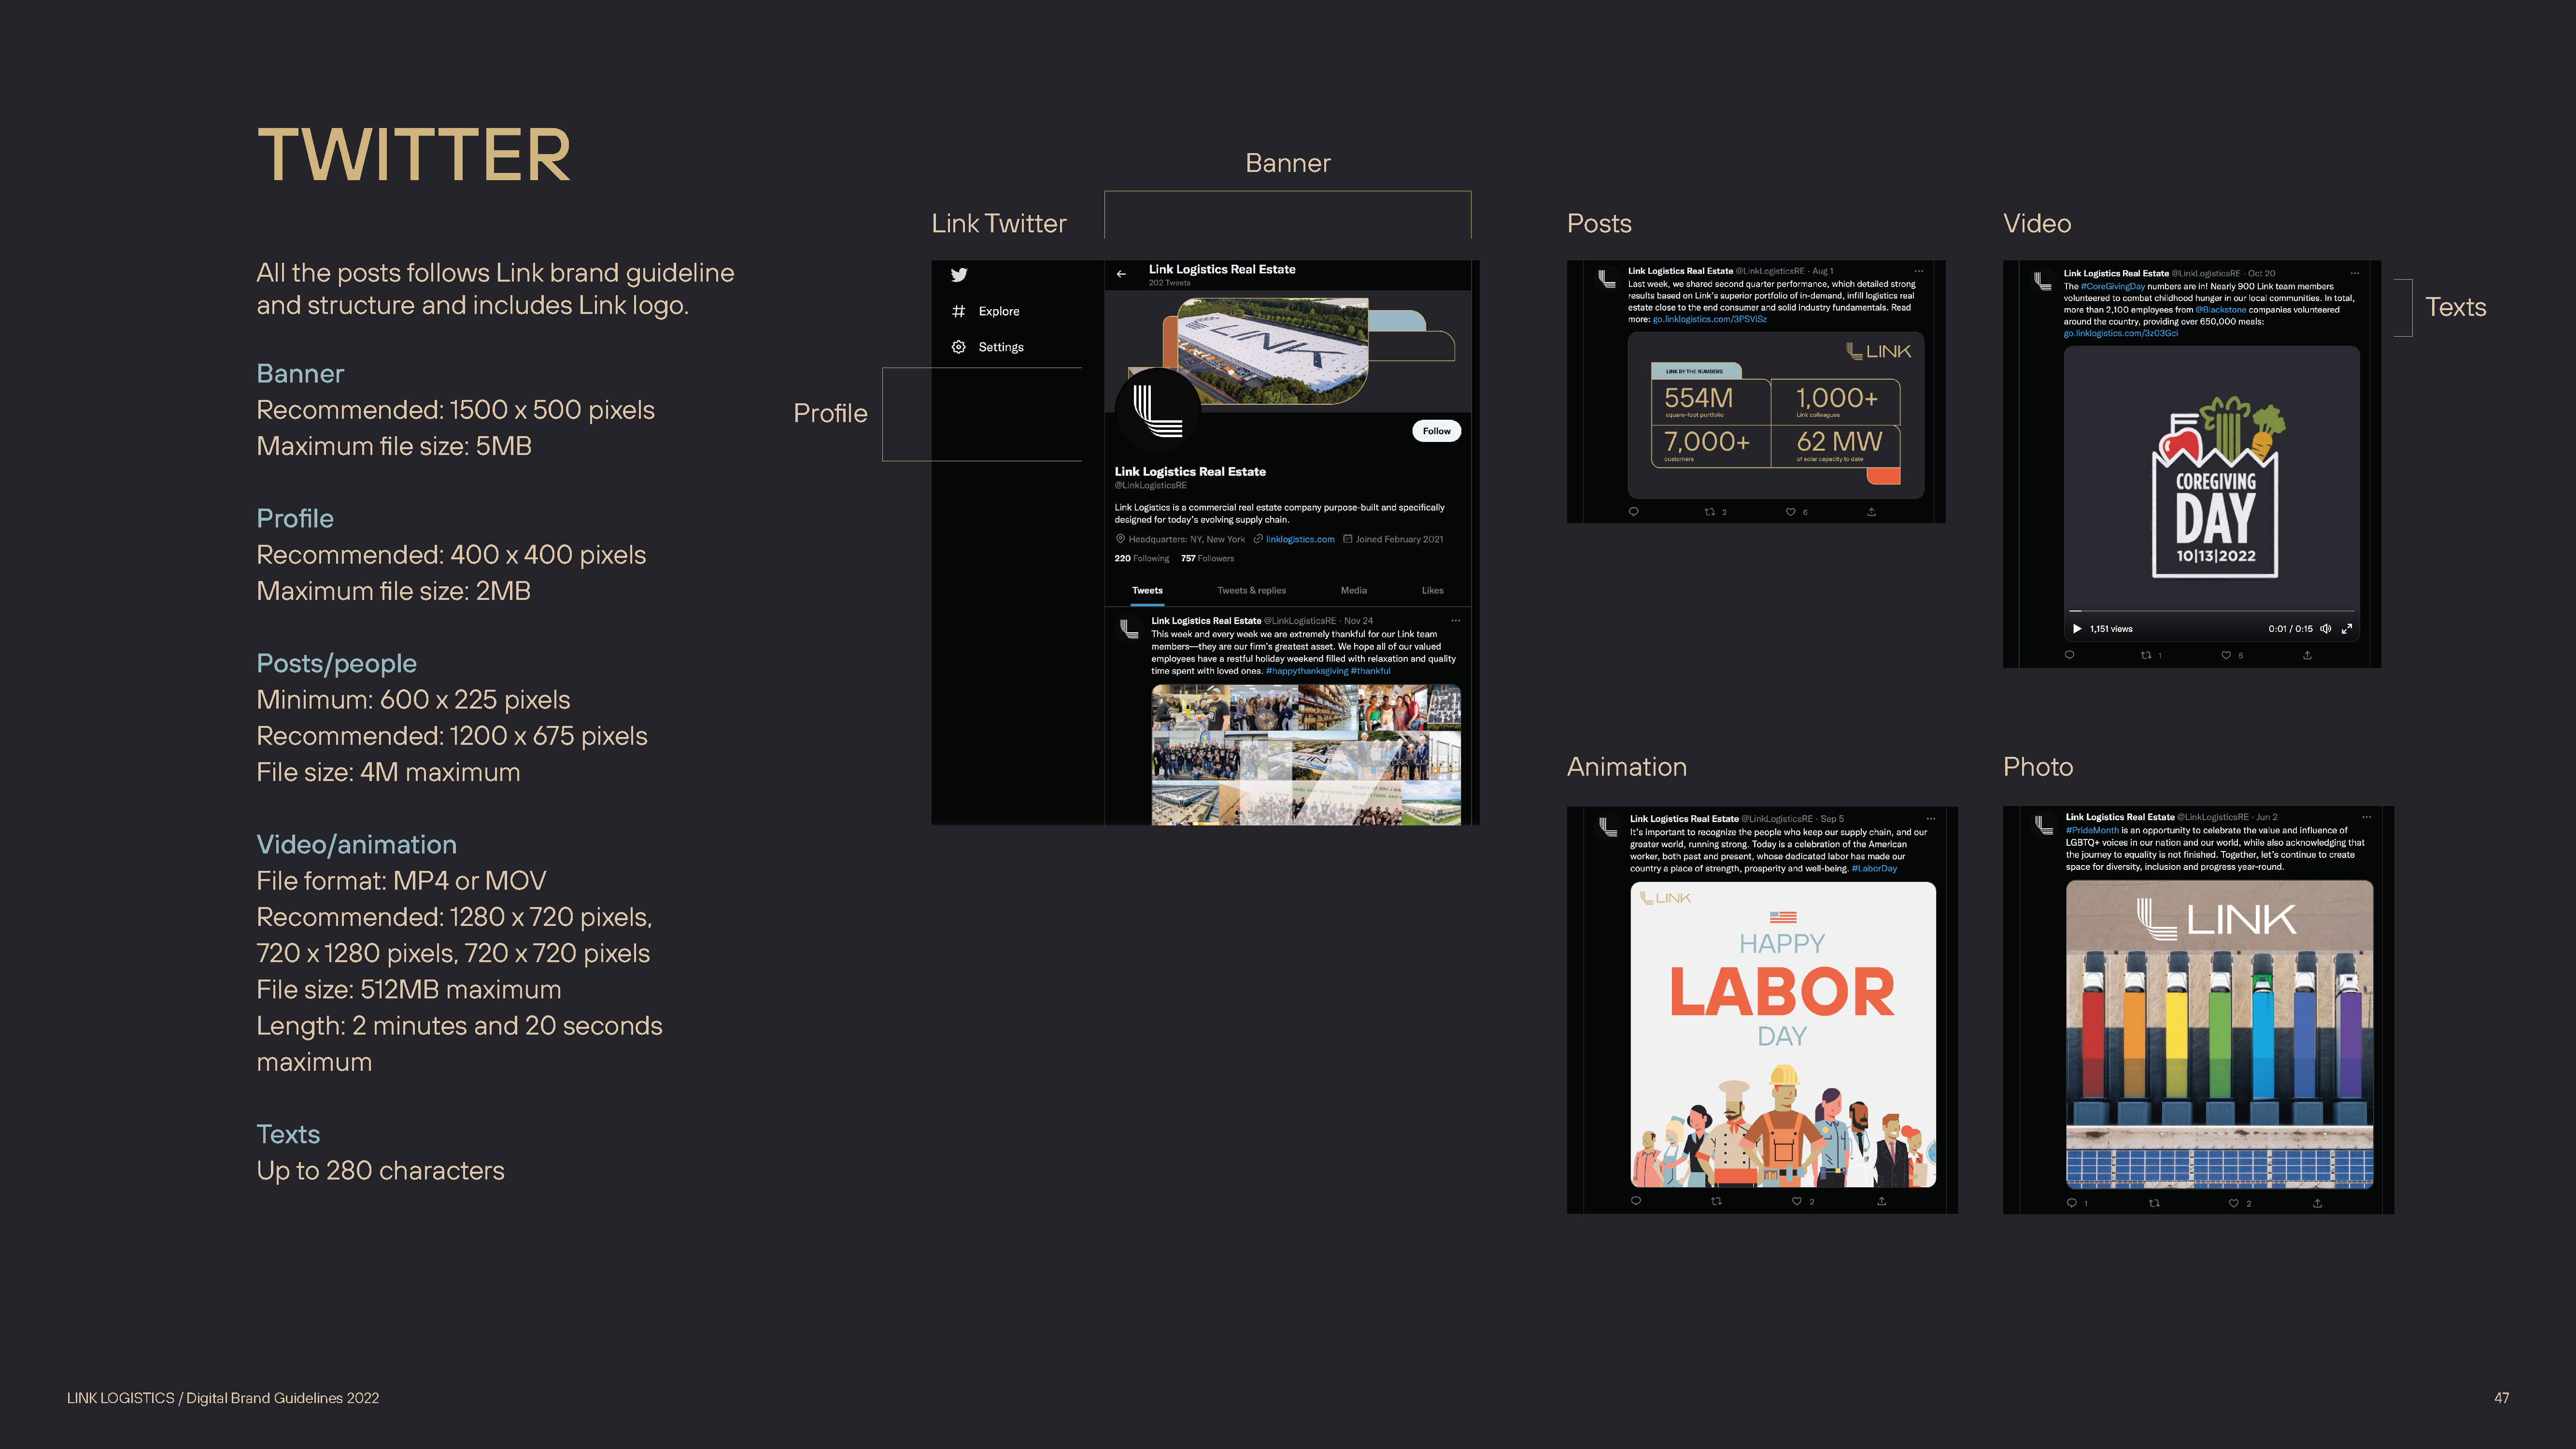 TWITTER
All the posts follows Link brand guideline
and structure and includes Link logo.
Banner
Recommended: 1500 x 500 pixels
Maximum file size: 5MB
Profile
Recommended: 400 x 400 pixels
Maximum file size: 2MB
Posts/people
Minimum: 600 x 225 pixels
Recommended: 1200 x 675 pixels
File size: 4M maximum
Video/animation
File format: MP4 or MOV
Recommended: 1280 x 720 pixels,
720 x 1280 pixels, 720 x 720 pixels
File size: 512MB maximum
Length: 2 minutes and 20 seconds
maximum
Texts
Up to 280 characters
Banner
Link Twitter
Profile
Explore
Settings
Link Logistics Real Estate
202 Tweets
LINK
Follow
Link Logistics Real Estate
@LinkLogisticsRE
Link Logistics is a commercial real estate company purpose-built and specifically
designed for today's evolving supply chain.
Headquarters: NY, New York linklogistics.com Joined February 2021
220 Following 757 Followers
Tweets Tweets & replies Media Likes
Link Logistics Real Estate @LinkLogisticsRE · Nov 24
This week and every week we are extremely thankful for our Link team
members—they are our firm's greatest asset. We hope all of our valued
employees have a restful holiday weekend filled with relaxation and quality
time spent with loved ones. #happythanksgiving #thankful
Posts
Link Logistics Real Estate @LinkLogisticsRE · Aug 1
Last week, we shared second quarter performance, which detailed strong
results based on Link's superior portfolio of in-demand, infill logistics real
estate close to the end consumer and solid industry fundamentals. Read
more: go.linklogistics.com/3PSViSz
LINK
LINK BY THE NUMBERS
554M
square-foot portfolio
1,000+
Link colleagues
7,000+
customers
62 MW
of solar capacity to date
2 6
Video
Link Logistics Real Estate @LinkLogisticsRE · Oct 20
The #CoreGivingDay numbers are in! Nearly 900 Link team members
volunteered to combat childhood hunger in our local communities. In total,
more than 2,100 employees from @Blackstone companies volunteered
around the country, providing over 650,000 meals:
go.linklogistics.com/3z03Gci
Texts
COREGIVING
DAY
10|13|2022
1,151 views 0:01 / 0:15
1 5
Animation
Link Logistics Real Estate @LinkLogisticsRE · Sep 5
It's important to recognize the people who keep our supply chain, and our
greater world, running strong. Today is a celebration of the American
worker, both past and present, whose dedicated labor has made our
country a place of strength, prosperity and well-being. #LaborDay
LINK
HAPPY
LABOR
DAY
2
Photo
Link Logistics Real Estate @LinkLogisticsRE · Jun 2
#PrideMonth is an opportunity to celebrate the value and influence of
LGBTQ+ voices in our nation and our world, while also acknowledging that
the journey to equality is not finished. Together, let's continue to create
space for diversity, inclusion and progress year-round.
LINK
1 2
LINK LOGISTICS / Digital Brand Guidelines 2022
47